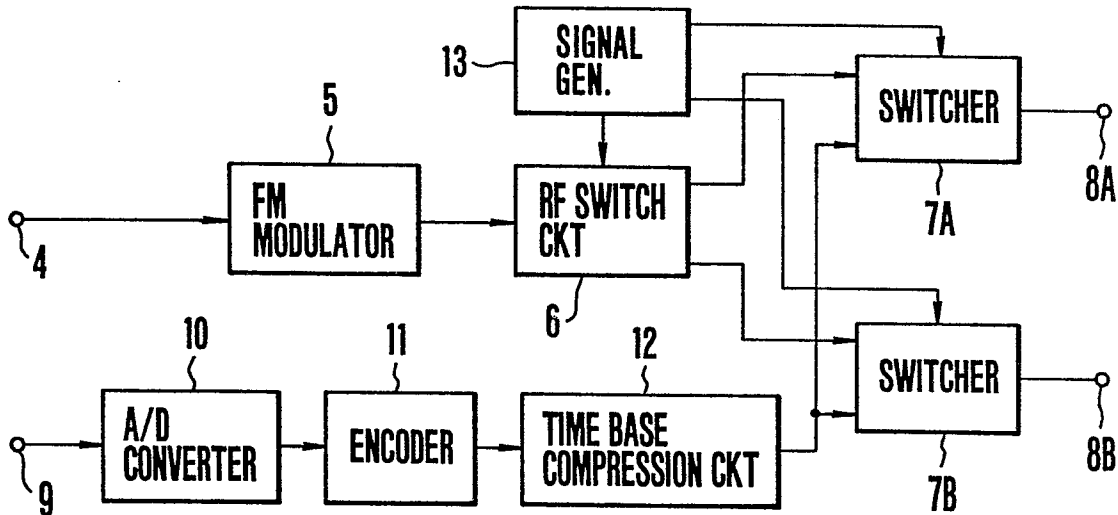 13
SIGNAL
GEN.
SWITCHER
7A
8A
5
FM
MODULATOR
4
RF SWITCH
CKT
6
SWITCHER
7B
8B
10
A/D
CONVERTER
9
11
ENCODER
12
TIME BASE
COMPRESSION CKT